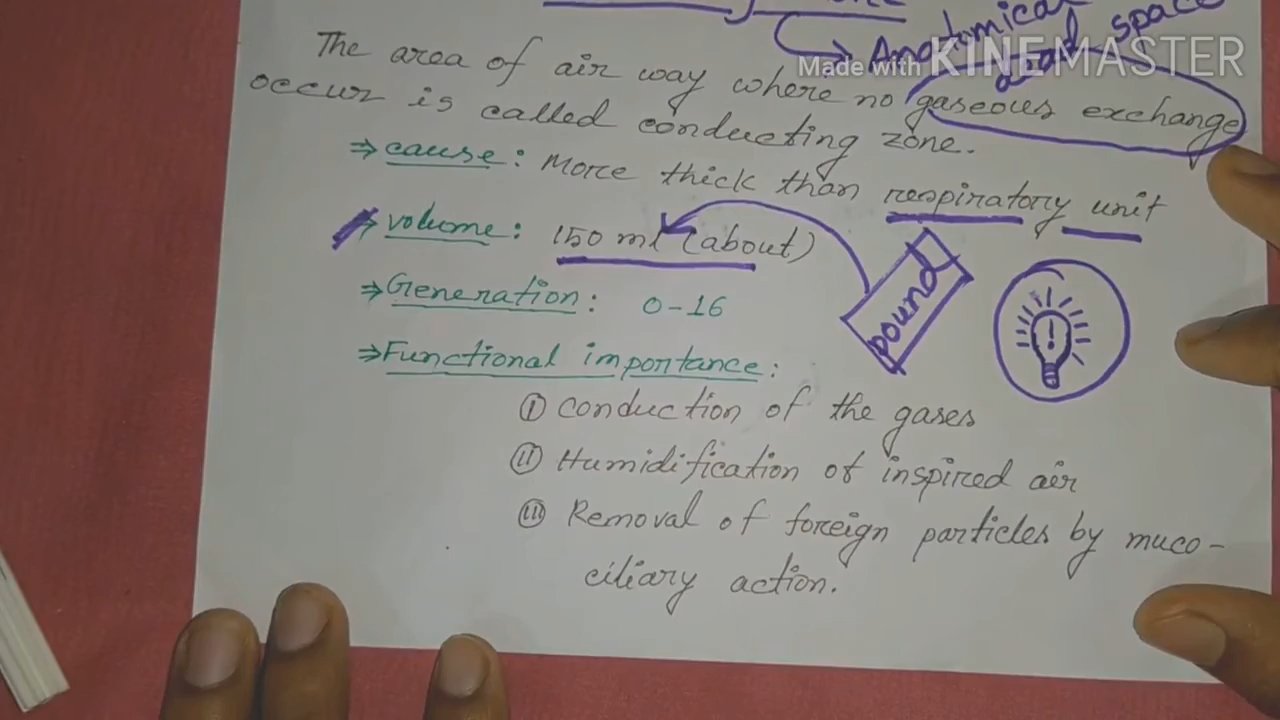 Anatomical
dead space
Made with KINEMASTER
The area of air way where no gaseous exchange
occur is called conducting zone.
⇒ cause: More thick than respiratory unit
⇒ volume: 150 ml (about)
pound
⇒ Generation: 0-16
⇒ Functional importance:
(i) conduction of the gases
(ii) Humidification of inspired air
(iii) Removal of foreign particles by muco-
ciliary action.